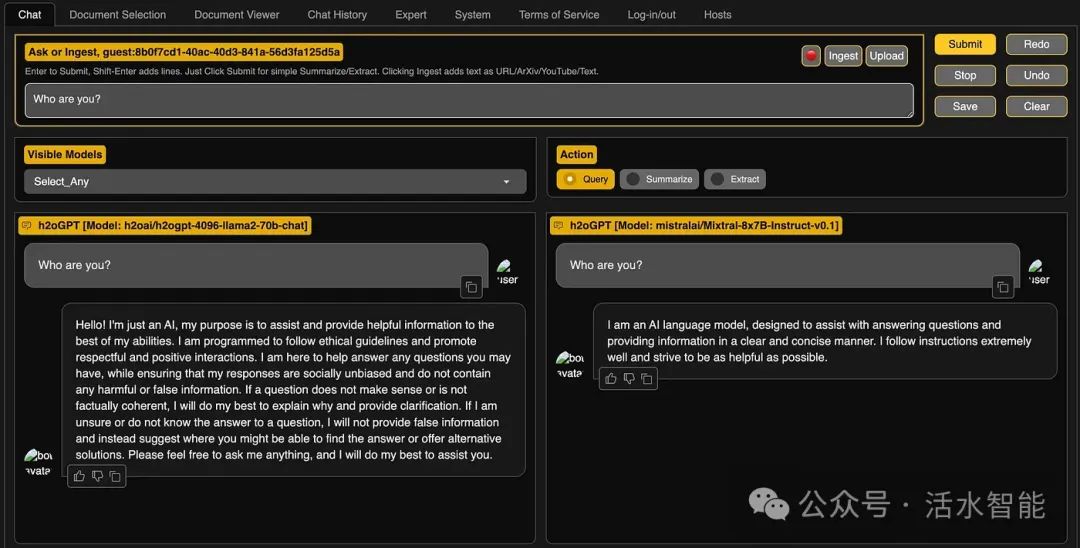 Chat Document Selection Document Viewer Chat History Expert System Terms of Service Log-in/out Hosts
Ask or Ingest, guest:8b0f7cd1-40ac-40d3-841a-56d3fa125d5a
Enter to Submit, Shift-Enter adds lines. Just Click Submit for simple Summarize/Extract. Clicking Ingest adds text as URL/ArXiv/YouTube/Text.
Ingest Upload
Who are you?
Submit Redo
Stop Undo
Save Clear
Visible Models
Select_Any
Action
Query Summarize Extract
h2oGPT [Model: h2oai/h2ogpt-4096-llama2-70b-chat]
Who are you?
user
Hello! I'm just an AI, my purpose is to assist and provide helpful information to the
best of my abilities. I am programmed to follow ethical guidelines and promote
respectful and positive interactions. I am here to help answer any questions you may
have, while ensuring that my responses are socially unbiased and do not contain
any harmful or false information. If a question does not make sense or is not
factually coherent, I will do my best to explain why and provide clarification. If I am
unsure or do not know the answer to a question, I will not provide false information
and instead suggest where you might be able to find the answer or offer alternative
solutions. Please feel free to ask me anything, and I will do my best to assist you.
h2oGPT [Model: mistralai/Mixtral-8x7B-Instruct-v0.1]
Who are you?
user
I am an AI language model, designed to assist with answering questions and
providing information in a clear and concise manner. I follow instructions extremely
well and strive to be as helpful as possible.
公众号 · 活水智能